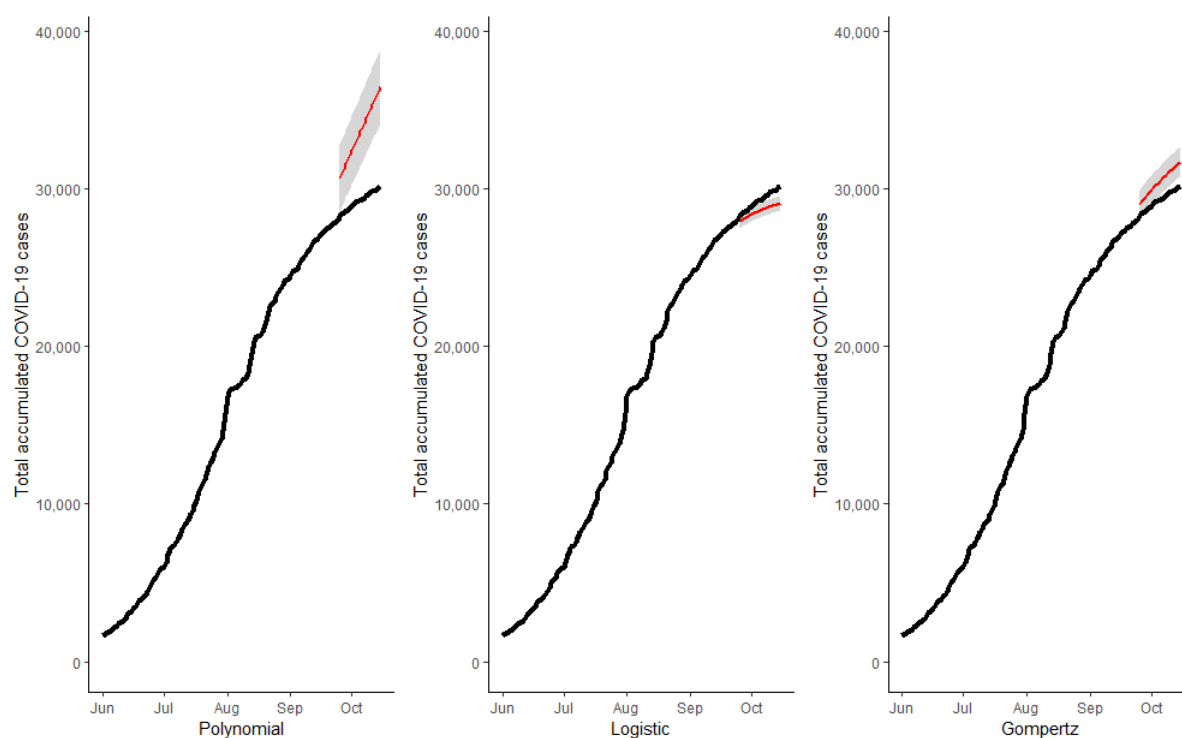 Total accumulated COVID-19 cases
40,000
30,000
20,000
10,000
0
Jun Jul Aug Sep Oct
Polynomial
Total accumulated COVID-19 cases
40,000
30,000
20,000
10,000
0
Jun Jul Aug Sep Oct
Logistic
Total accumulated COVID-19 cases
40,000
30,000
20,000
10,000
0
Jun Jul Aug Sep Oct
Gompertz